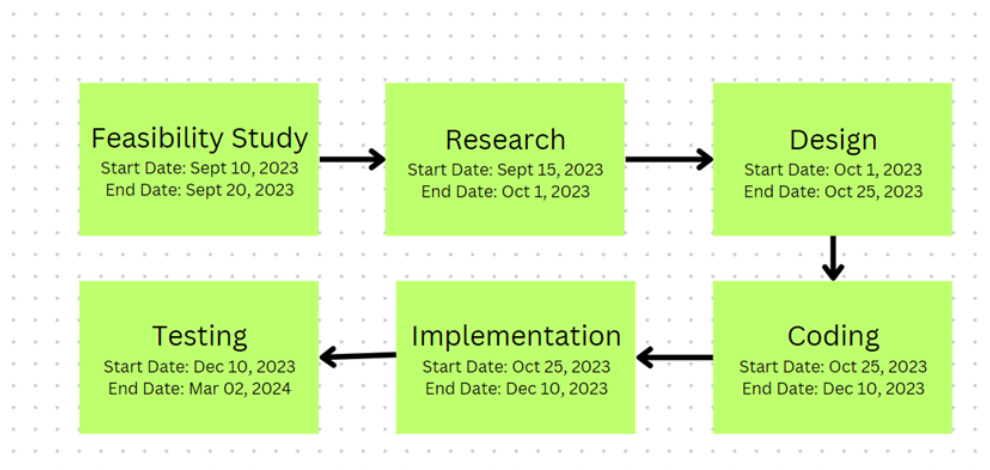 Feasibility Study
Start Date: Sept 10, 2023
End Date: Sept 20, 2023
Research
Start Date: Sept 15, 2023
End Date: Oct 1, 2023
Design
Start Date: Oct 1, 2023
End Date: Oct 25, 2023
Coding
Start Date: Oct 25, 2023
End Date: Dec 10, 2023
Implementation
Start Date: Oct 25, 2023
End Date: Dec 10, 2023
Testing
Start Date: Dec 10, 2023
End Date: Mar 02, 2024